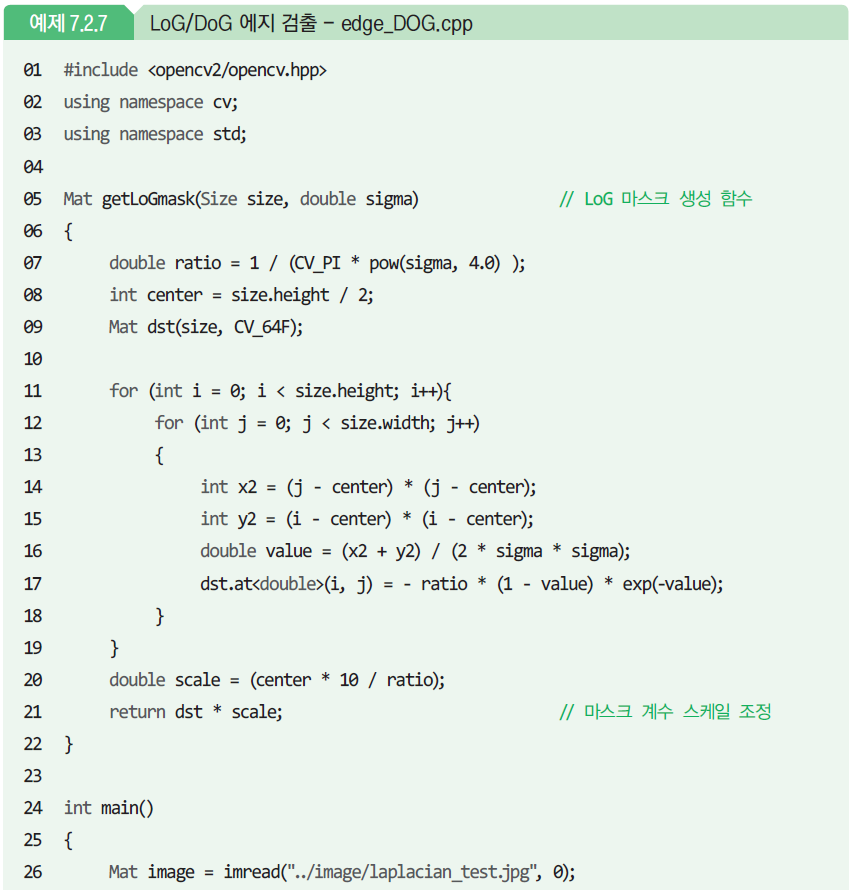 예제 7.2.7 LoG/DoG 에지 검출 – edge_DOG.cpp
01 #include <opencv2/opencv.hpp>
02 using namespace cv;
03 using namespace std;
04
05 Mat getLoGmask(Size size, double sigma) // LoG 마스크 생성 함수
06 {
07 double ratio = 1 / (CV_PI * pow(sigma, 4.0) );
08 int center = size.height / 2;
09 Mat dst(size, CV_64F);
10
11 for (int i = 0; i < size.height; i++){
12 for (int j = 0; j < size.width; j++)
13 {
14 int x2 = (j - center) * (j - center);
15 int y2 = (i - center) * (i - center);
16 double value = (x2 + y2) / (2 * sigma * sigma);
17 dst.at<double>(i, j) = - ratio * (1 - value) * exp(-value);
18 }
19 }
20 double scale = (center * 10 / ratio);
21 return dst * scale; // 마스크 계수 스케일 조정
22 }
23
24 int main()
25 {
26 Mat image = imread("../image/laplacian_test.jpg", 0);